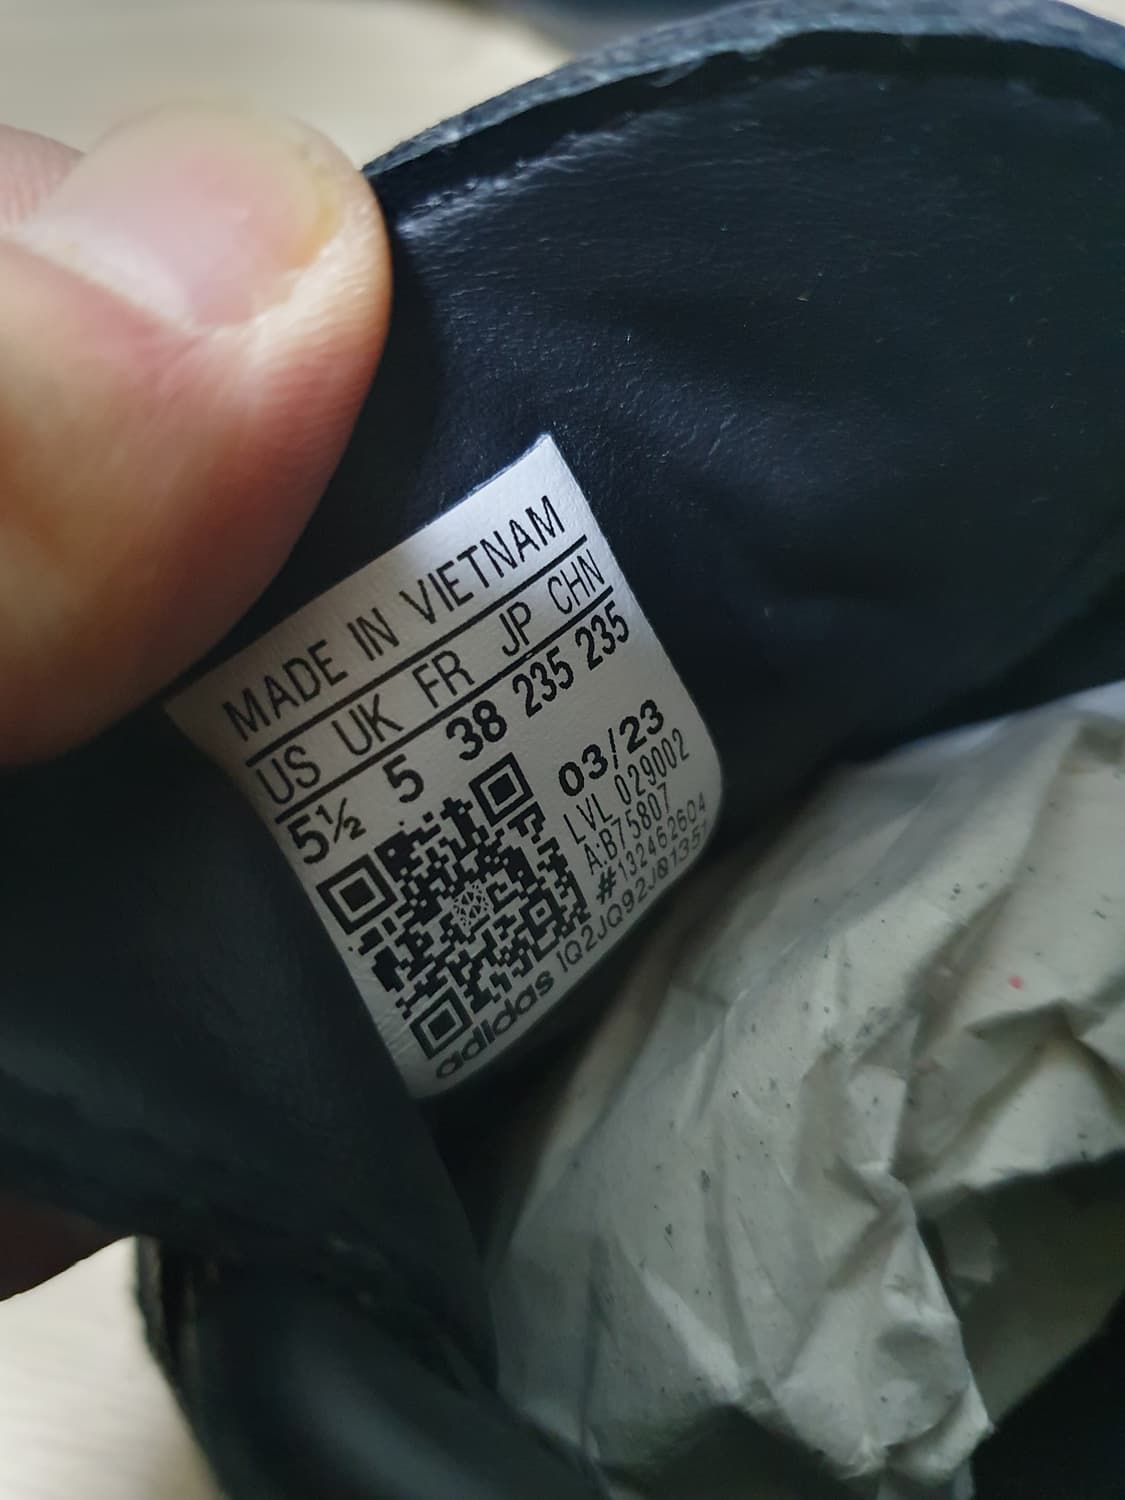 MADE IN VIETNAM
US UK FR JP CHN
5½ 5 38 235 235
03/23
LVL 029002
A:B75807
#132462604
adidas 1Q2JQ92J0135